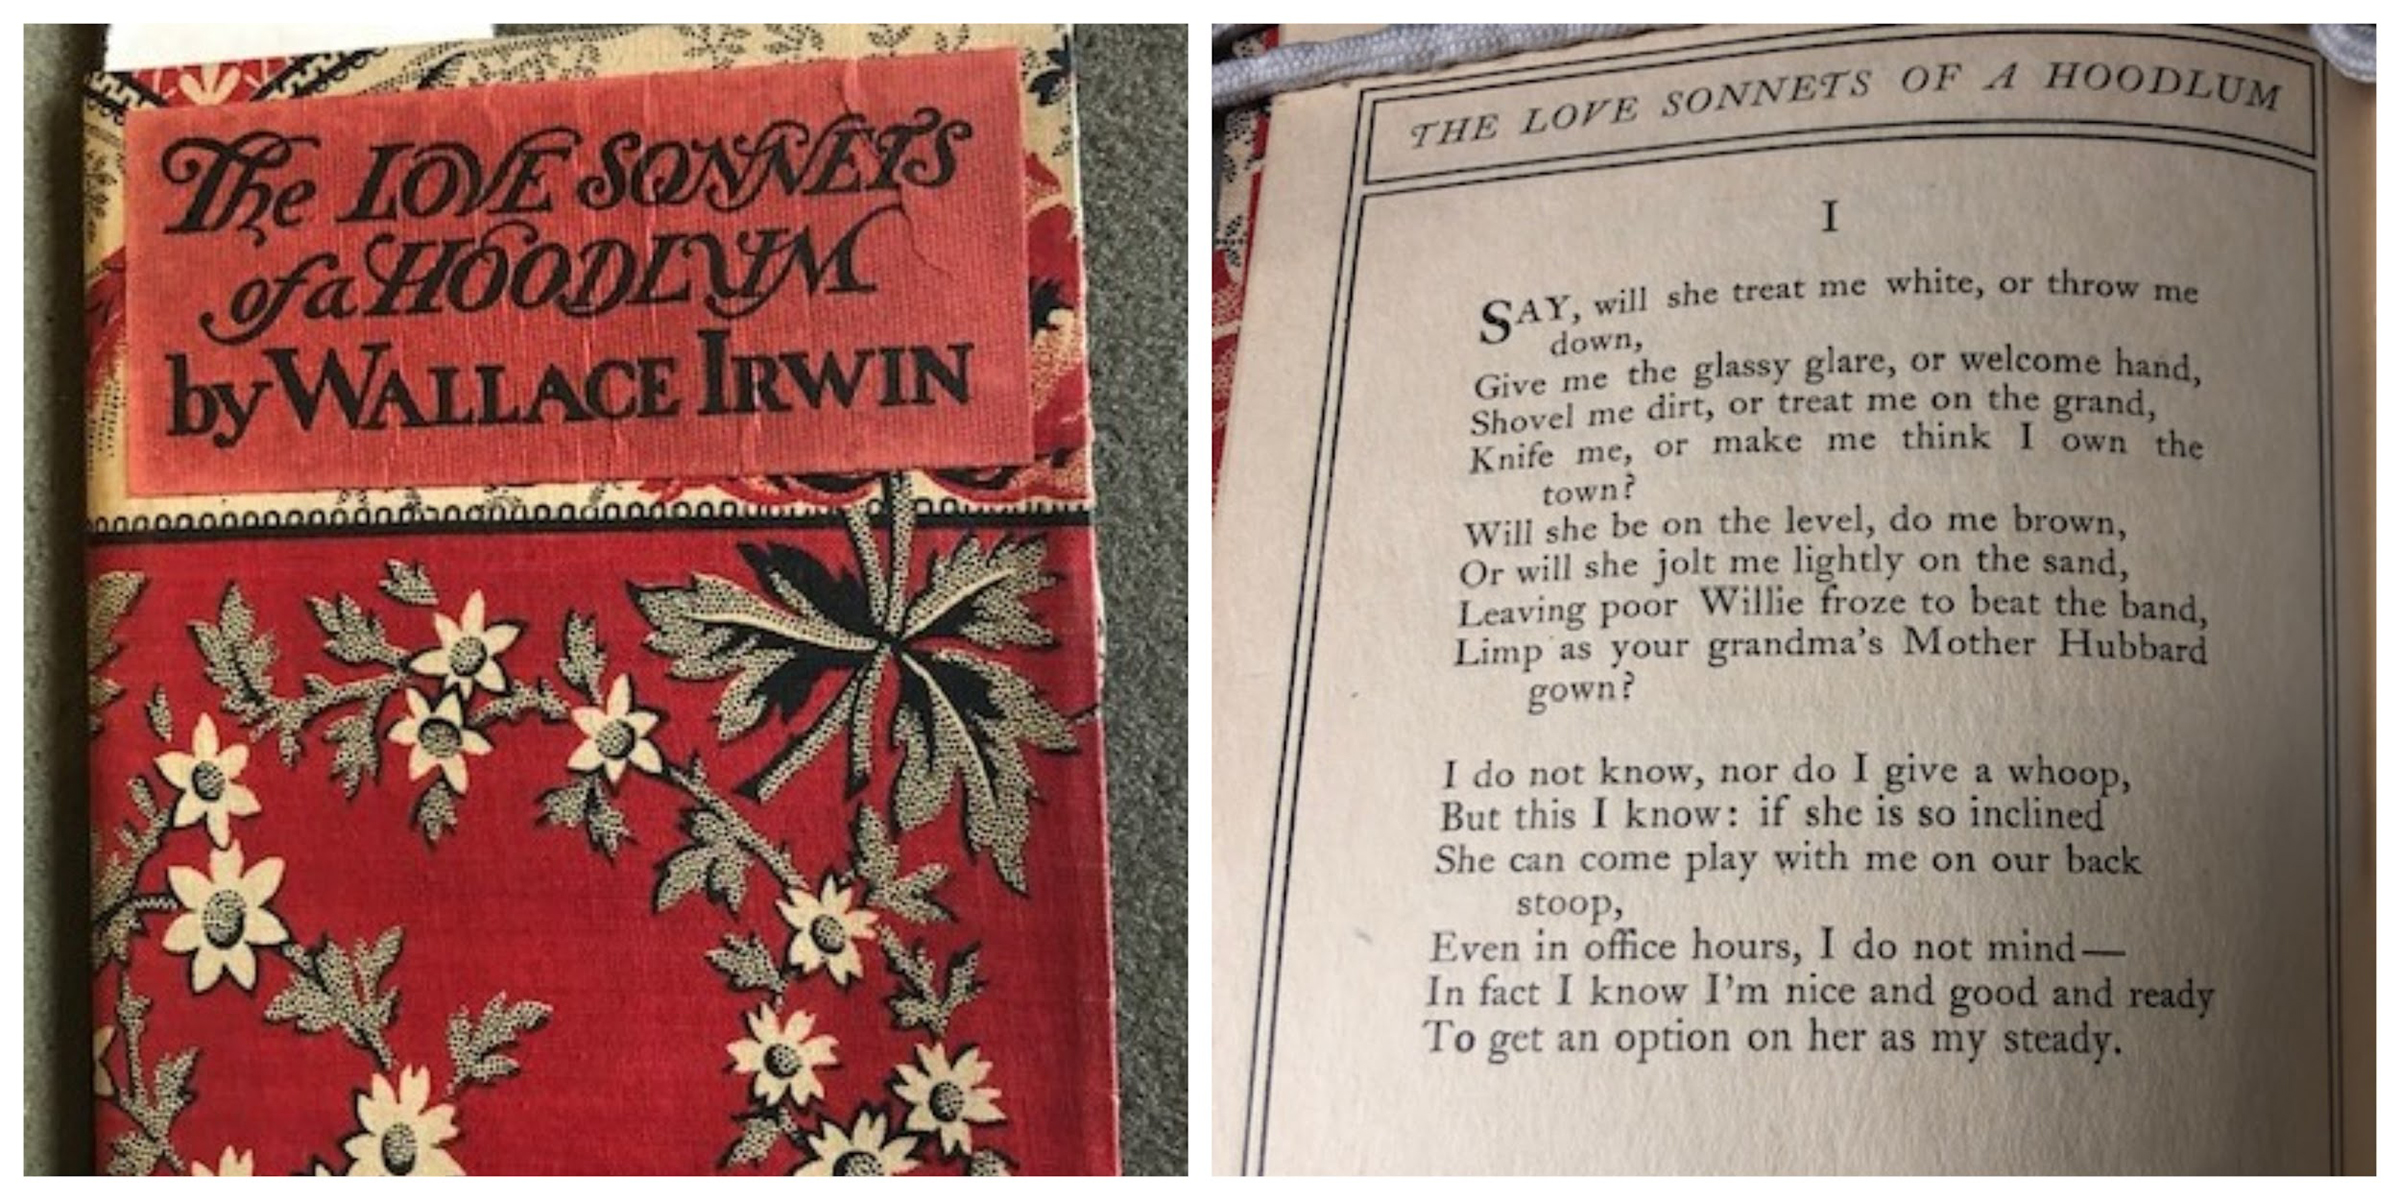 The LOVE SONNETS
of a HOODLUM
by WALLACE IRWIN
THE LOVE SONNETS OF A HOODLUM
I
SAY, will she treat me white, or throw me
down,
Give me the glassy glare, or welcome hand,
Shovel me dirt, or treat me on the grand,
Knife me, or make me think I own the
town?
Will she be on the level, do me brown,
Or will she jolt me lightly on the sand,
Leaving poor Willie froze to beat the band,
Limp as your grandma's Mother Hubbard
gown?
I do not know, nor do I give a whoop,
But this I know: if she is so inclined
She can come play with me on our back
stoop,
Even in office hours, I do not mind—
In fact I know I'm nice and good and ready
To get an option on her as my steady.